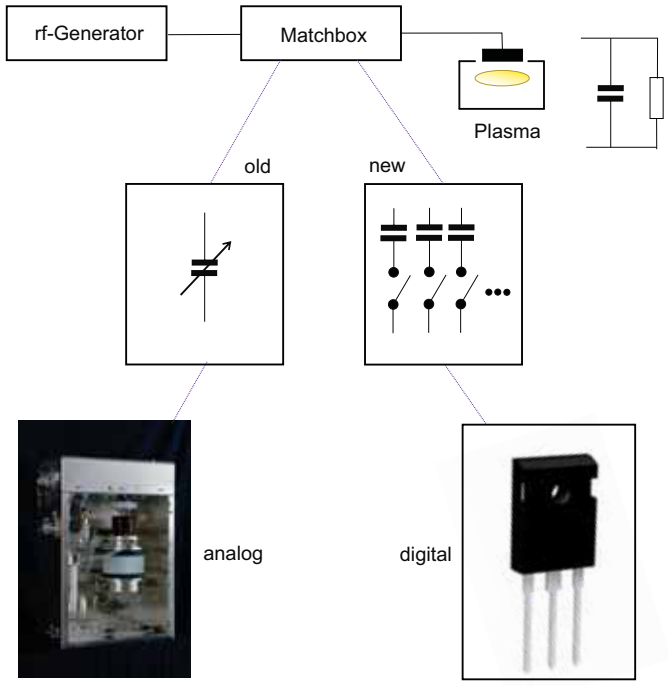 rf-Generator
Matchbox
Plasma
old
new
analog
digital